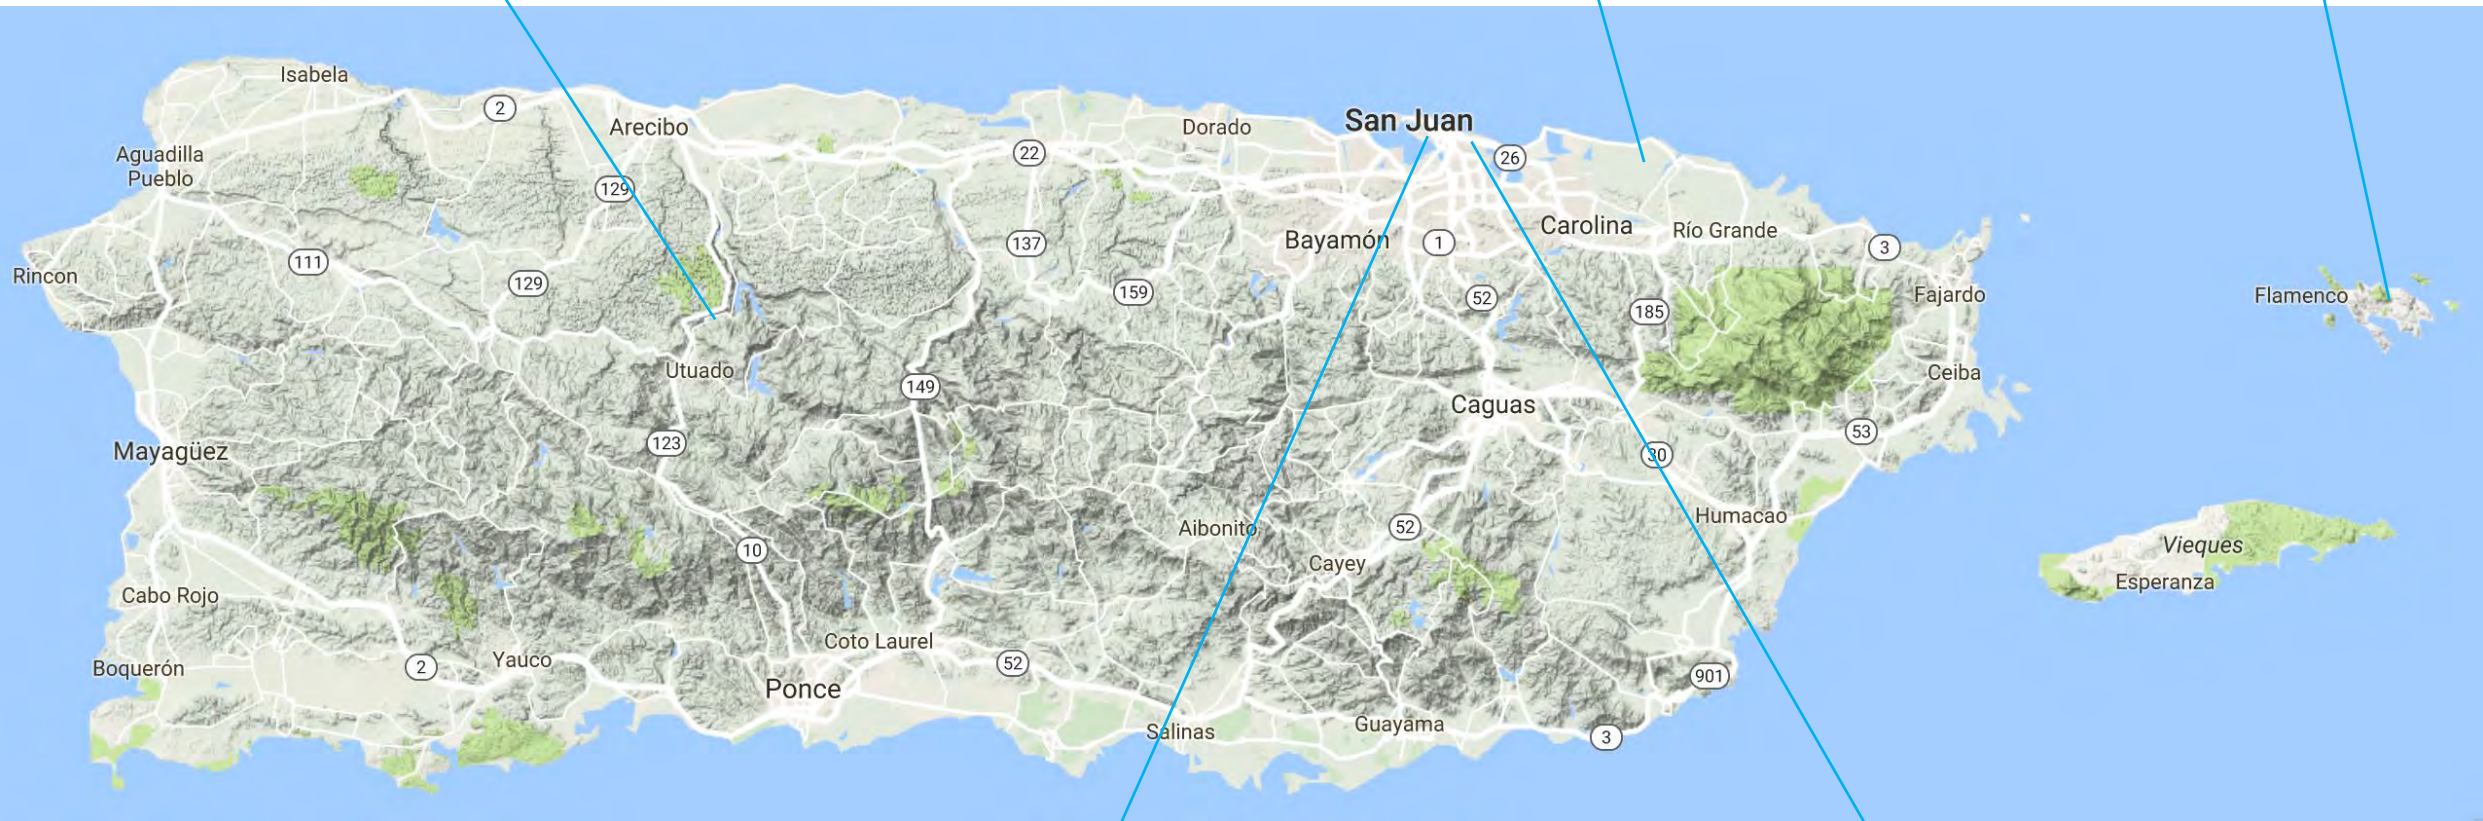 Isabela
2
Arecibo
Dorado
San Juan
Aguadilla
Pueblo
22
26
129
Carolina
Río Grande
Bayamón
137
1
3
111
Rincon
129
159
52
185
Fajardo
Flamenco
Utuado
149
Ceiba
Caguas
Mayagüez
123
30
53
Humacao
Aibonito
52
10
Cayey
Vieques
Esperanza
Cabo Rojo
Coto Laurel
Boquerón
2
Yauco
52
901
Ponce
Salinas
Guayama
3